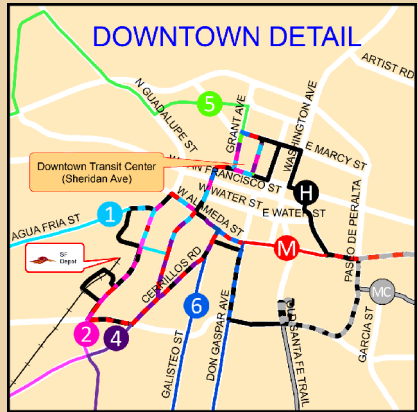 DOWNTOWN DETAIL
ARTIST RD
N GUADALUPE ST
WASHINGTON AVE
5
GRANT AVE
E MARCY ST
Downtown Transit Center
(Sheridan Ave)
SAN FRANCISCO ST
W WATER ST
H
E WATER ST
PASEO DE PERALTA
1
W ALAMEDA ST
AGUA FRIA ST
M
SF
Depot
CERRILLOS RD
MC
6
2
4
GALISTEO ST
DON GASPAR AVE
OLD SANTA FE TRAIL
GARCIA ST